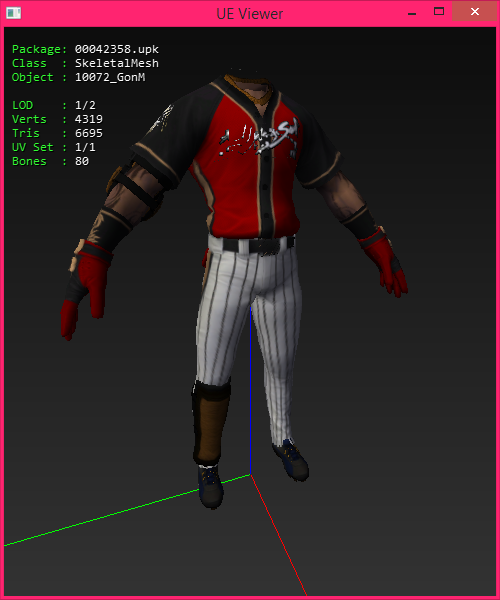 UE Viewer
Package: 00042358.upk
Class : SkeletalMesh
Object : 10072_GonM
LOD : 1/2
Verts : 4319
Tris : 6695
UV Set : 1/1
Bones : 80